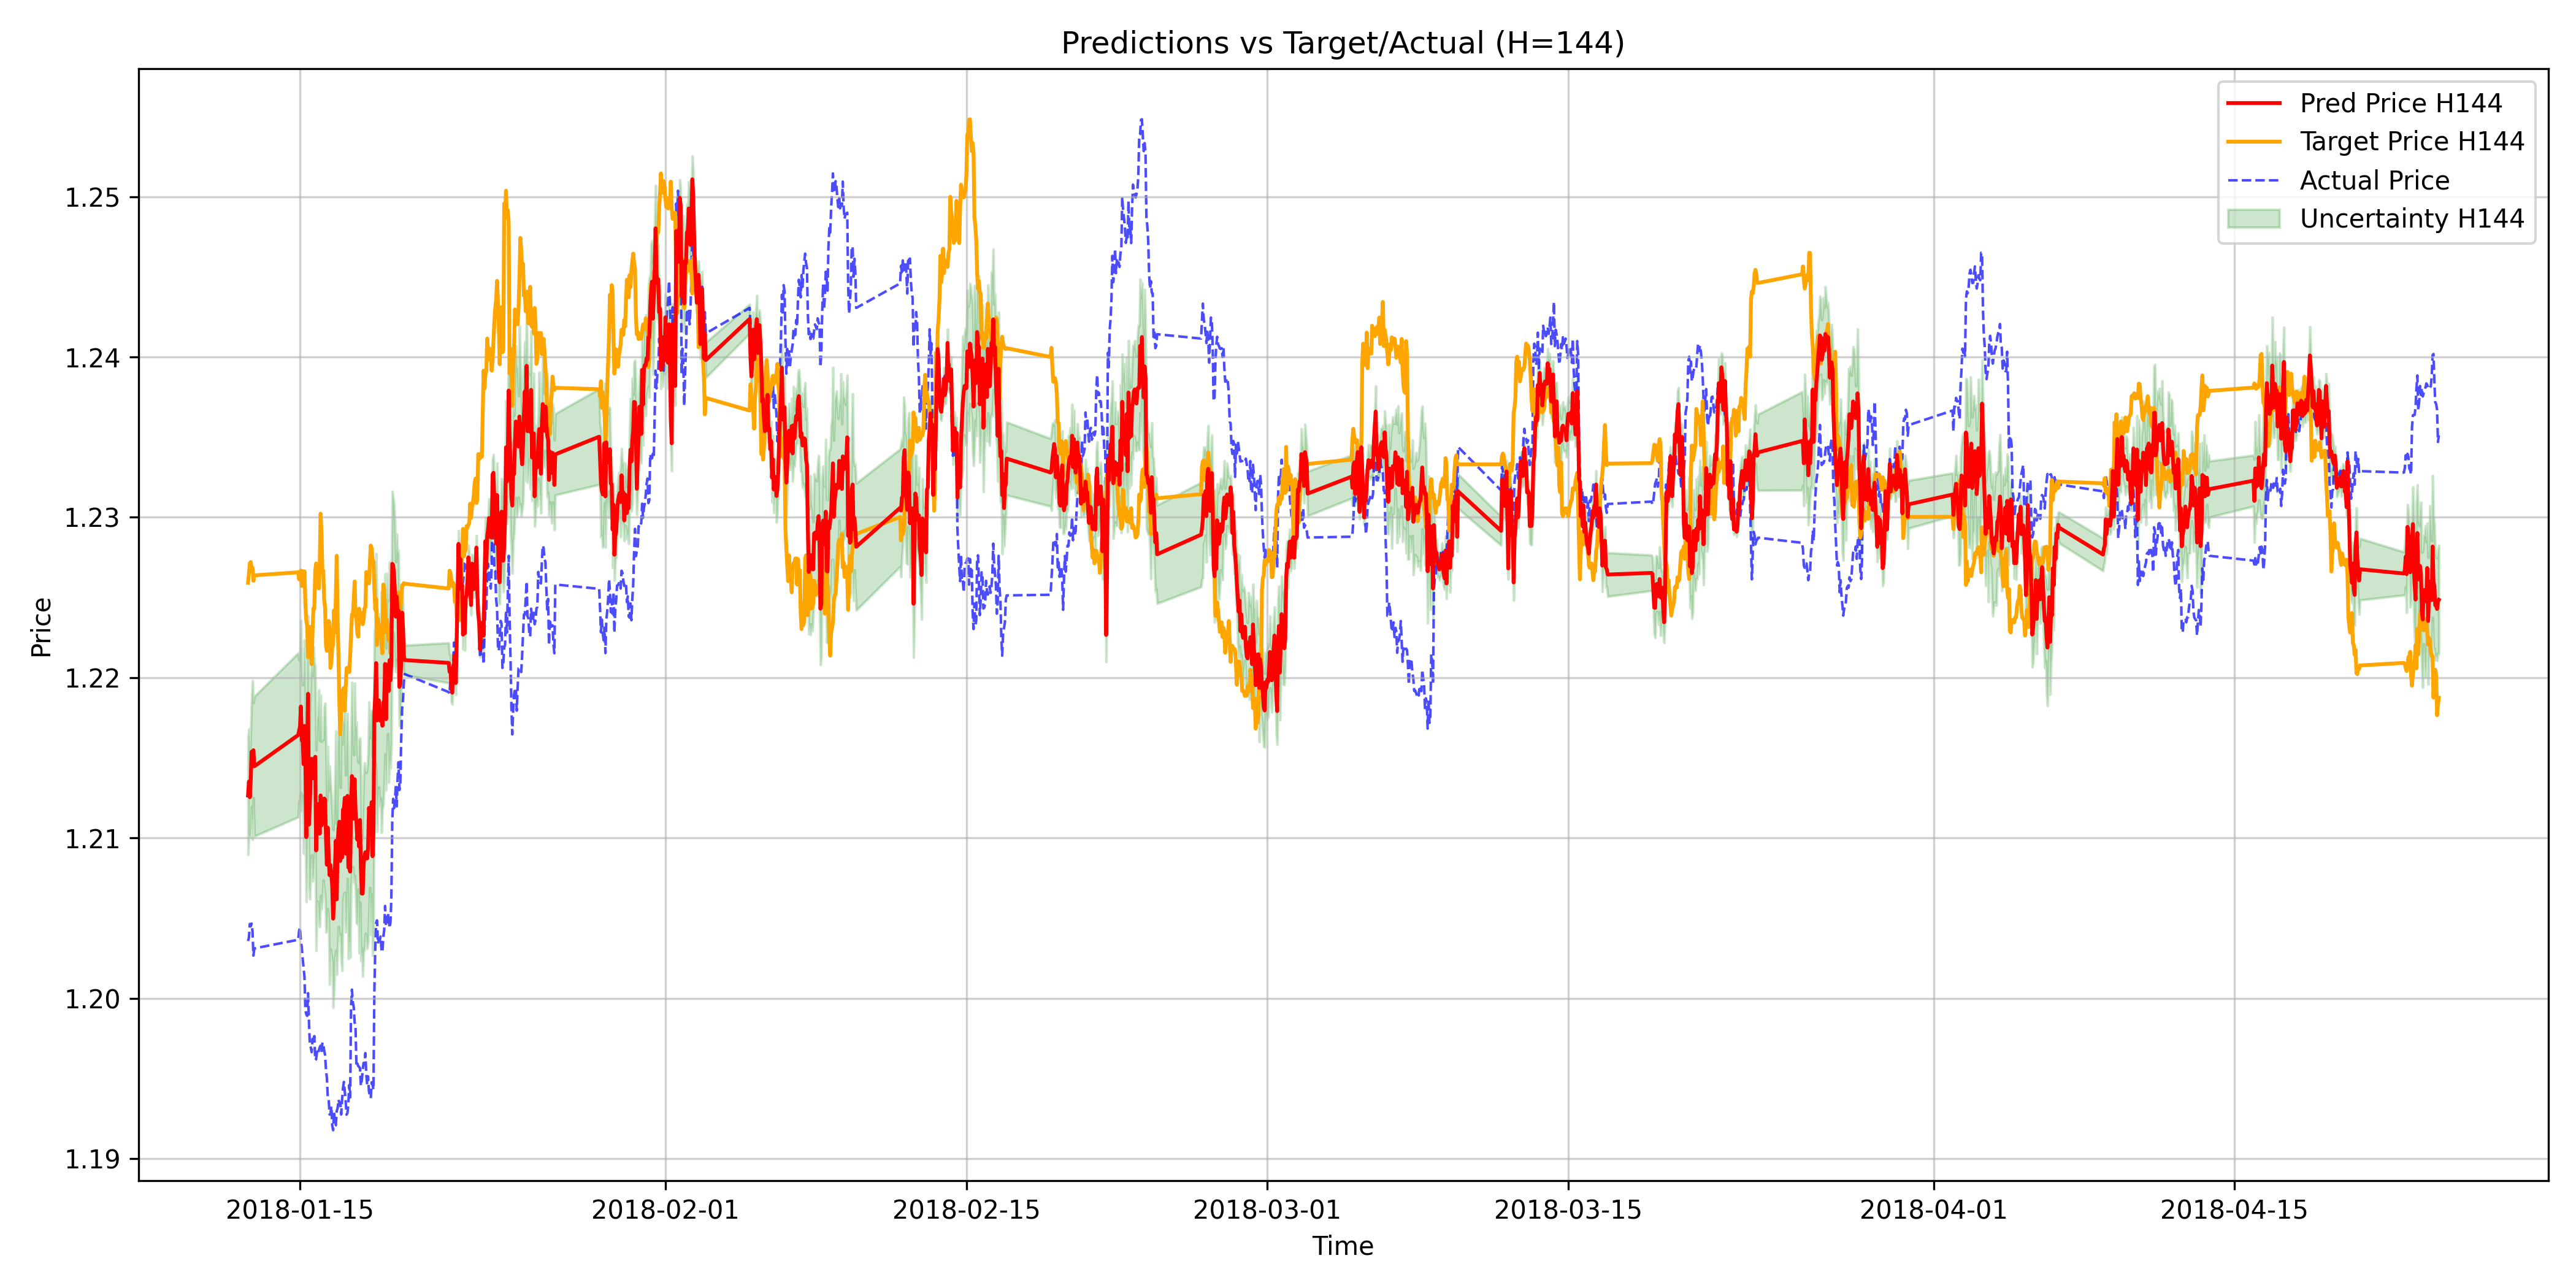 Predictions vs Target/Actual (H=144)
Pred Price H144
Target Price H144
Actual Price
Uncertainty H144
Price
1.25
1.24
1.23
1.22
1.21
1.20
1.19
2018-01-15
2018-02-01
2018-02-15
2018-03-01
2018-03-15
2018-04-01
2018-04-15
Time